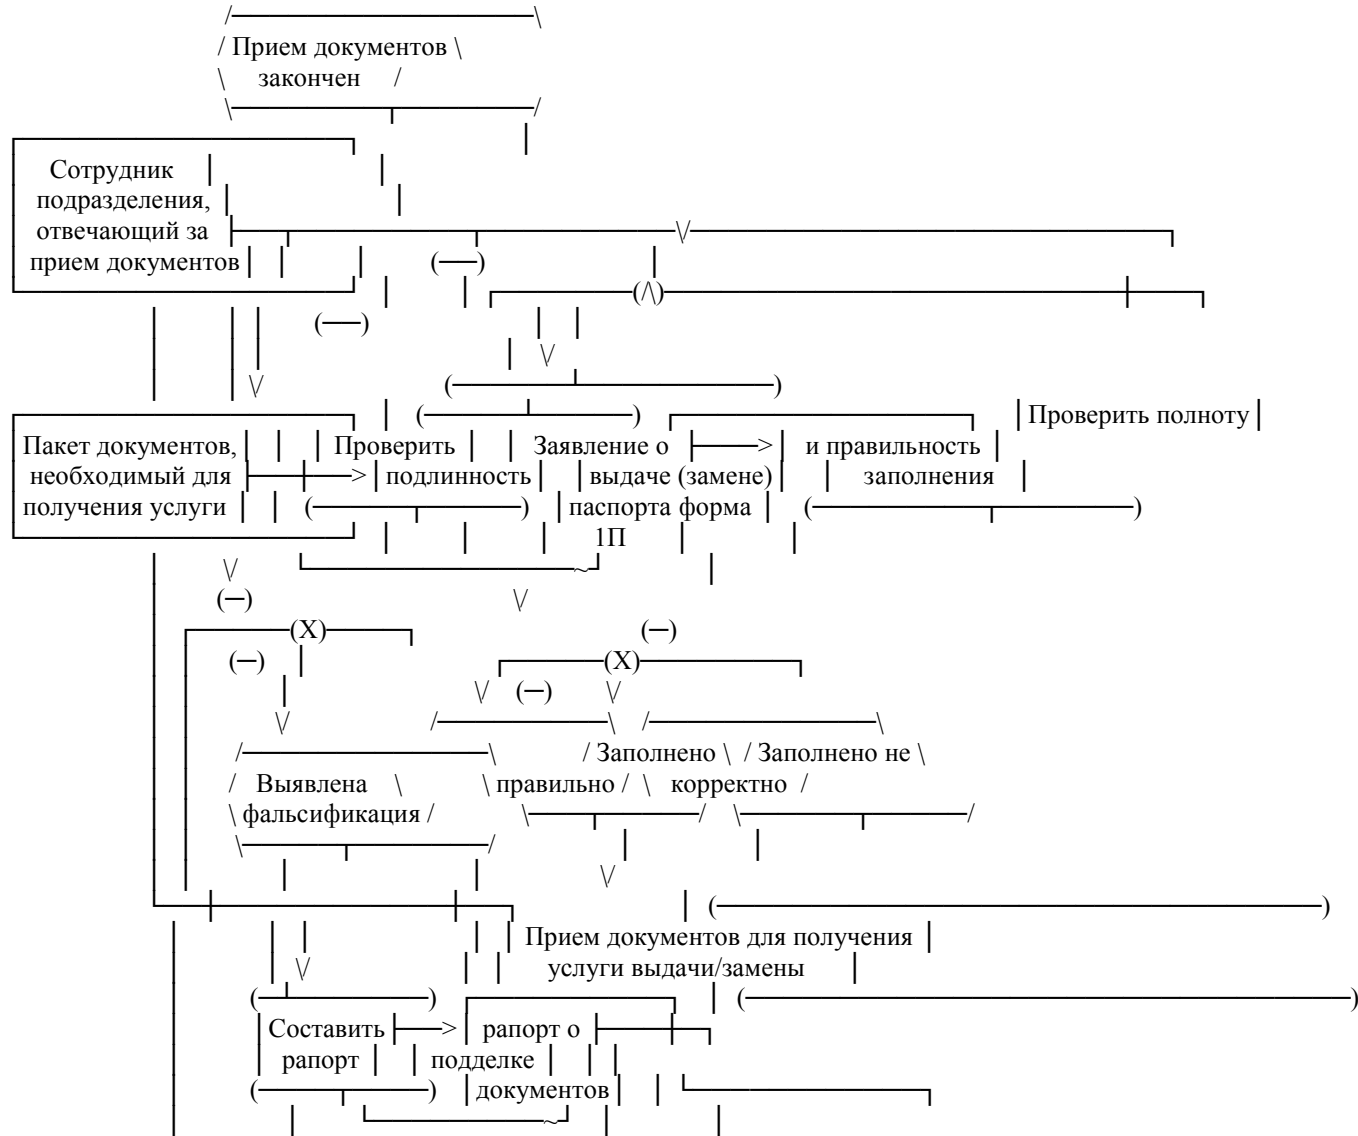 Прием документов
закончен
Сотрудник
подразделения,
отвечающий за
прием документов
Проверить полноту
Пакет документов, Проверить Заявление о и правильность
необходимый для подлинность выдаче (замене) заполнения
получения услуги паспорта форма
1П
(X)
(X)
Заполнено Заполнено не
Выявлена правильно корректно
фальсификация
Прием документов для получения
услуги выдачи/замены
Составить рапорт о
рапорт подделке
документов